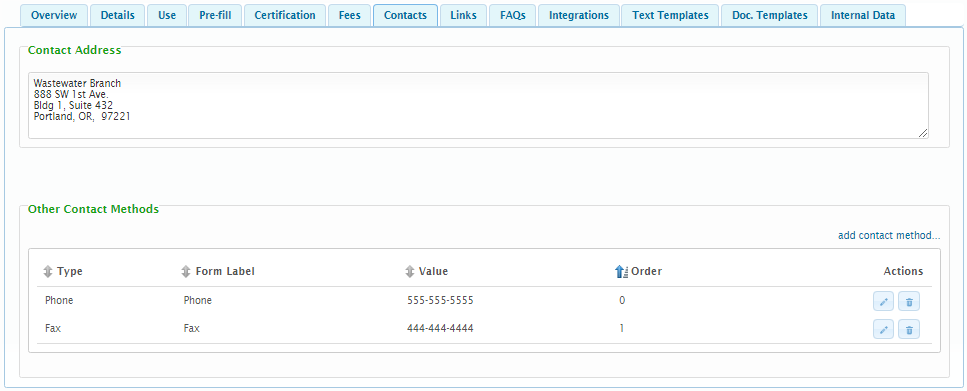 Overview Details Use Pre-fill Certification Fees Contacts Links FAQs Integrations Text Templates Doc. Templates Internal Data
Contact Address
Wastewater Branch
888 SW 1st Ave.
Bldg 1, Suite 432
Portland, OR,  97221
Other Contact Methods
add contact method...
Type Form Label Value Order Actions
Phone Phone 555-555-5555 0
Fax Fax 444-444-4444 1